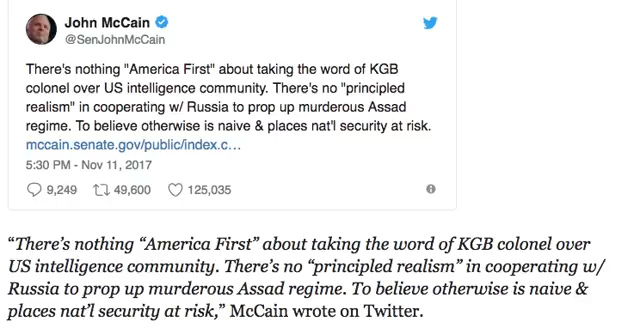 John McCain
@SenJohnMcCain
There's nothing "America First" about taking the word of KGB
colonel over US intelligence community. There's no "principled
realism" in cooperating w/ Russia to prop up murderous Assad
regime. To believe otherwise is naive & places nat'l security at risk.
mccain.senate.gov/public/index.c…
5:30 PM - Nov 11, 2017
9,249 49,600 125,035
“There’s nothing “America First” about taking the word of KGB colonel over
US intelligence community. There’s no “principled realism” in cooperating w/
Russia to prop up murderous Assad regime. To believe otherwise is naive &
places nat’l security at risk,” McCain wrote on Twitter.